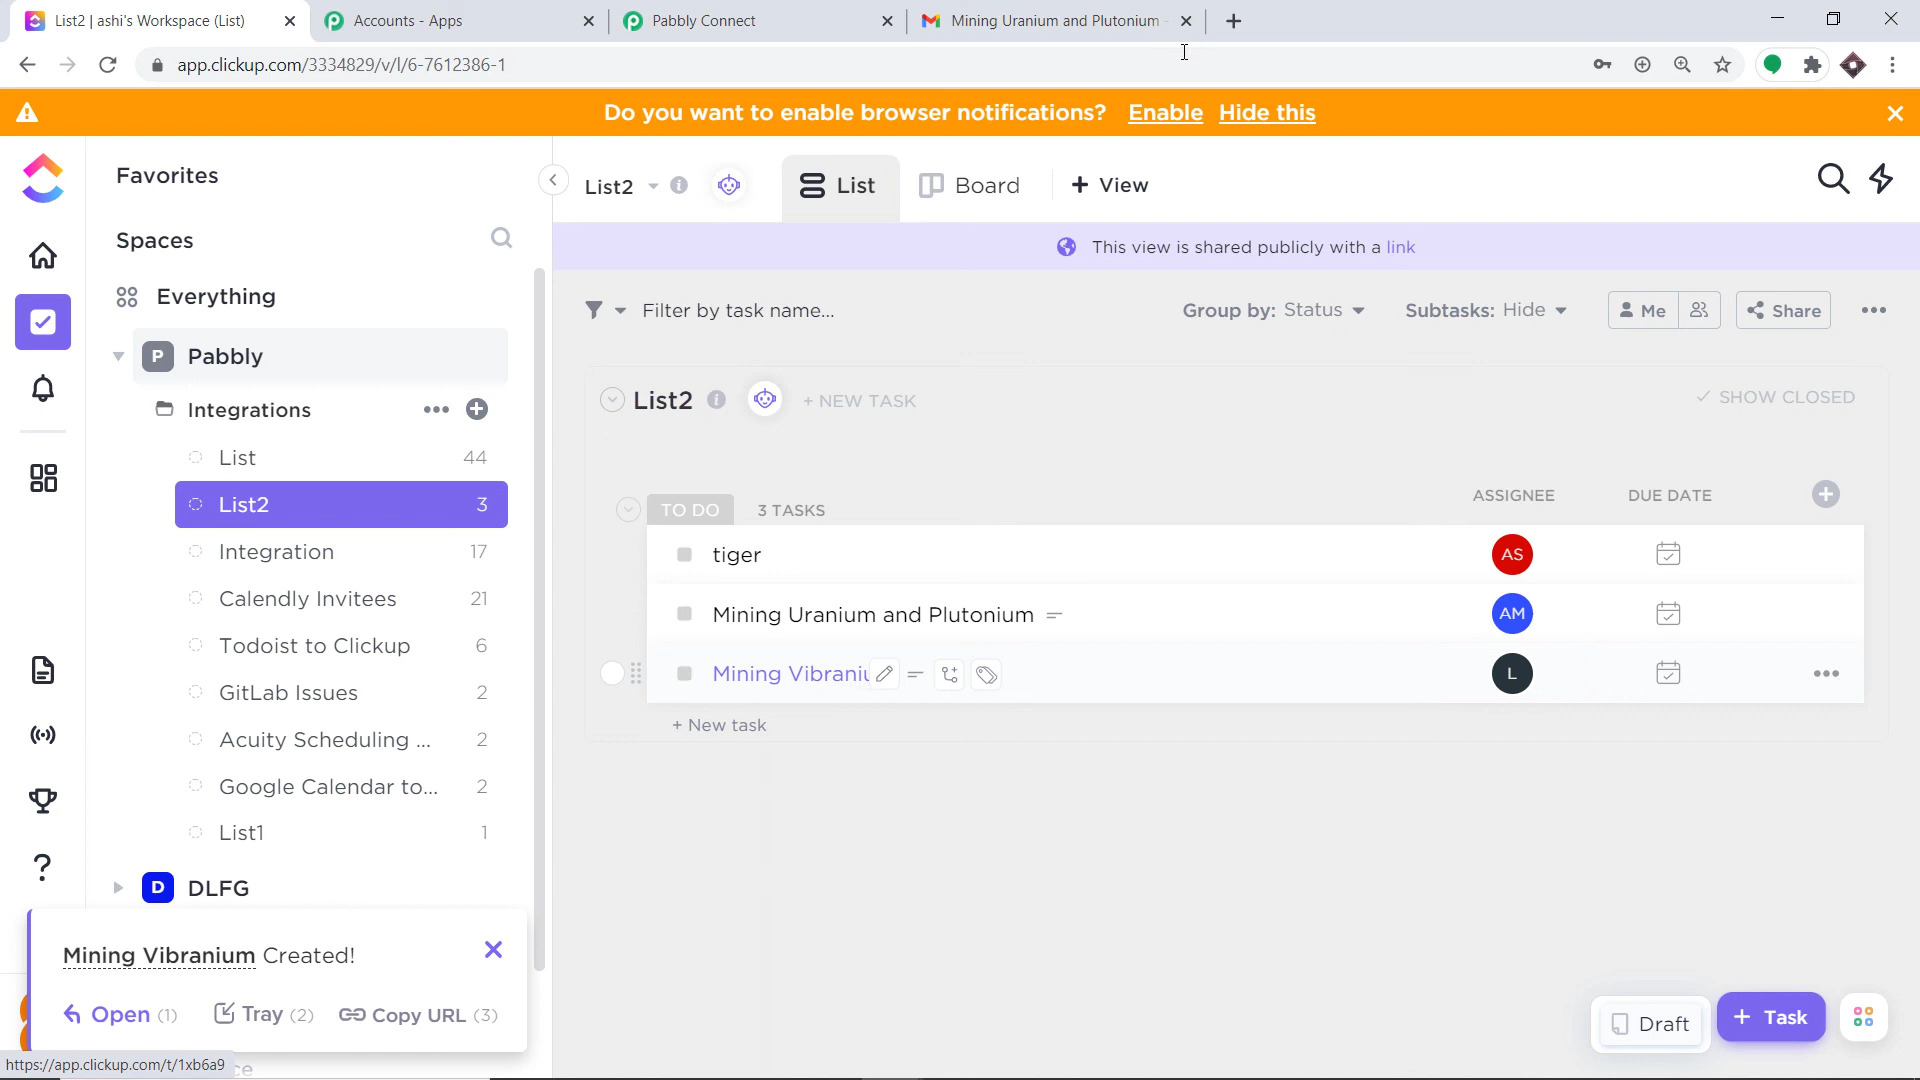 List2 | ashi's Workspace (List)
Accounts - Apps
Pabbly Connect
Mining Uranium and Plutonium -
app.clickup.com/3334829/v/l/6-7612386-1
Do you want to enable browser notifications? Enable Hide this
Favorites
List2
List
Board
+ View
Spaces
This view is shared publicly with a link
Everything
Filter by task name...
Group by: Status
Subtasks: Hide
Me
Share
P Pabbly
Integrations
List2
+ NEW TASK
SHOW CLOSED
List 44
List2 3
TO DO
3 TASKS
ASSIGNEE
DUE DATE
Integration 17
tiger
AS
Calendly Invitees 21
Mining Uranium and Plutonium
AM
Todoist to Clickup 6
Mining Vibraniu
L
GitLab Issues 2
+ New task
Acuity Scheduling ... 2
Google Calendar to... 2
List1 1
D DLFG
Mining Vibranium Created!
Open (1)
Tray (2)
Copy URL (3)
Draft
+ Task
https://app.clickup.com/t/1xb6a9